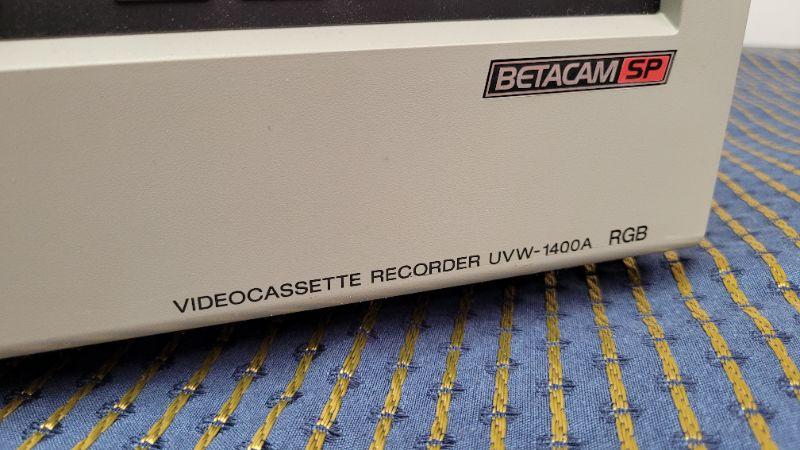 BETACAM SP
VIDEOCASSETTE RECORDER UVW-1400A RGB